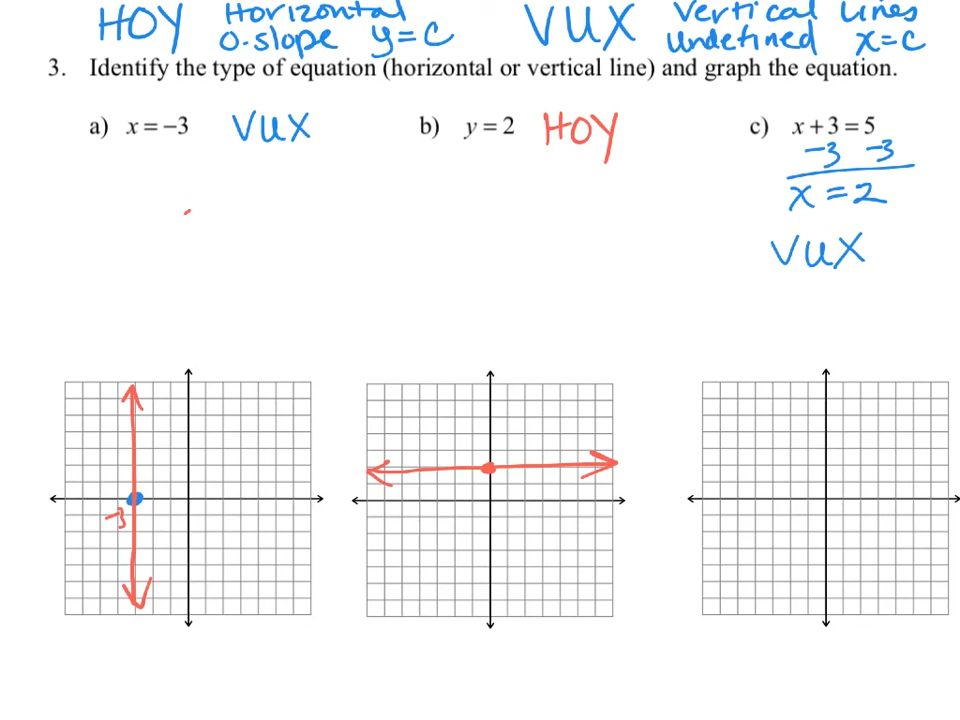 HOY Horizontal VUX Vertical Lines
0-slope y=c undefined x=c
3. Identify the type of equation (horizontal or vertical line) and graph the equation.
a) x=−3 VUX b) y=2 HOY c) x+3=5
−3 −3
x=2
VUX
−3